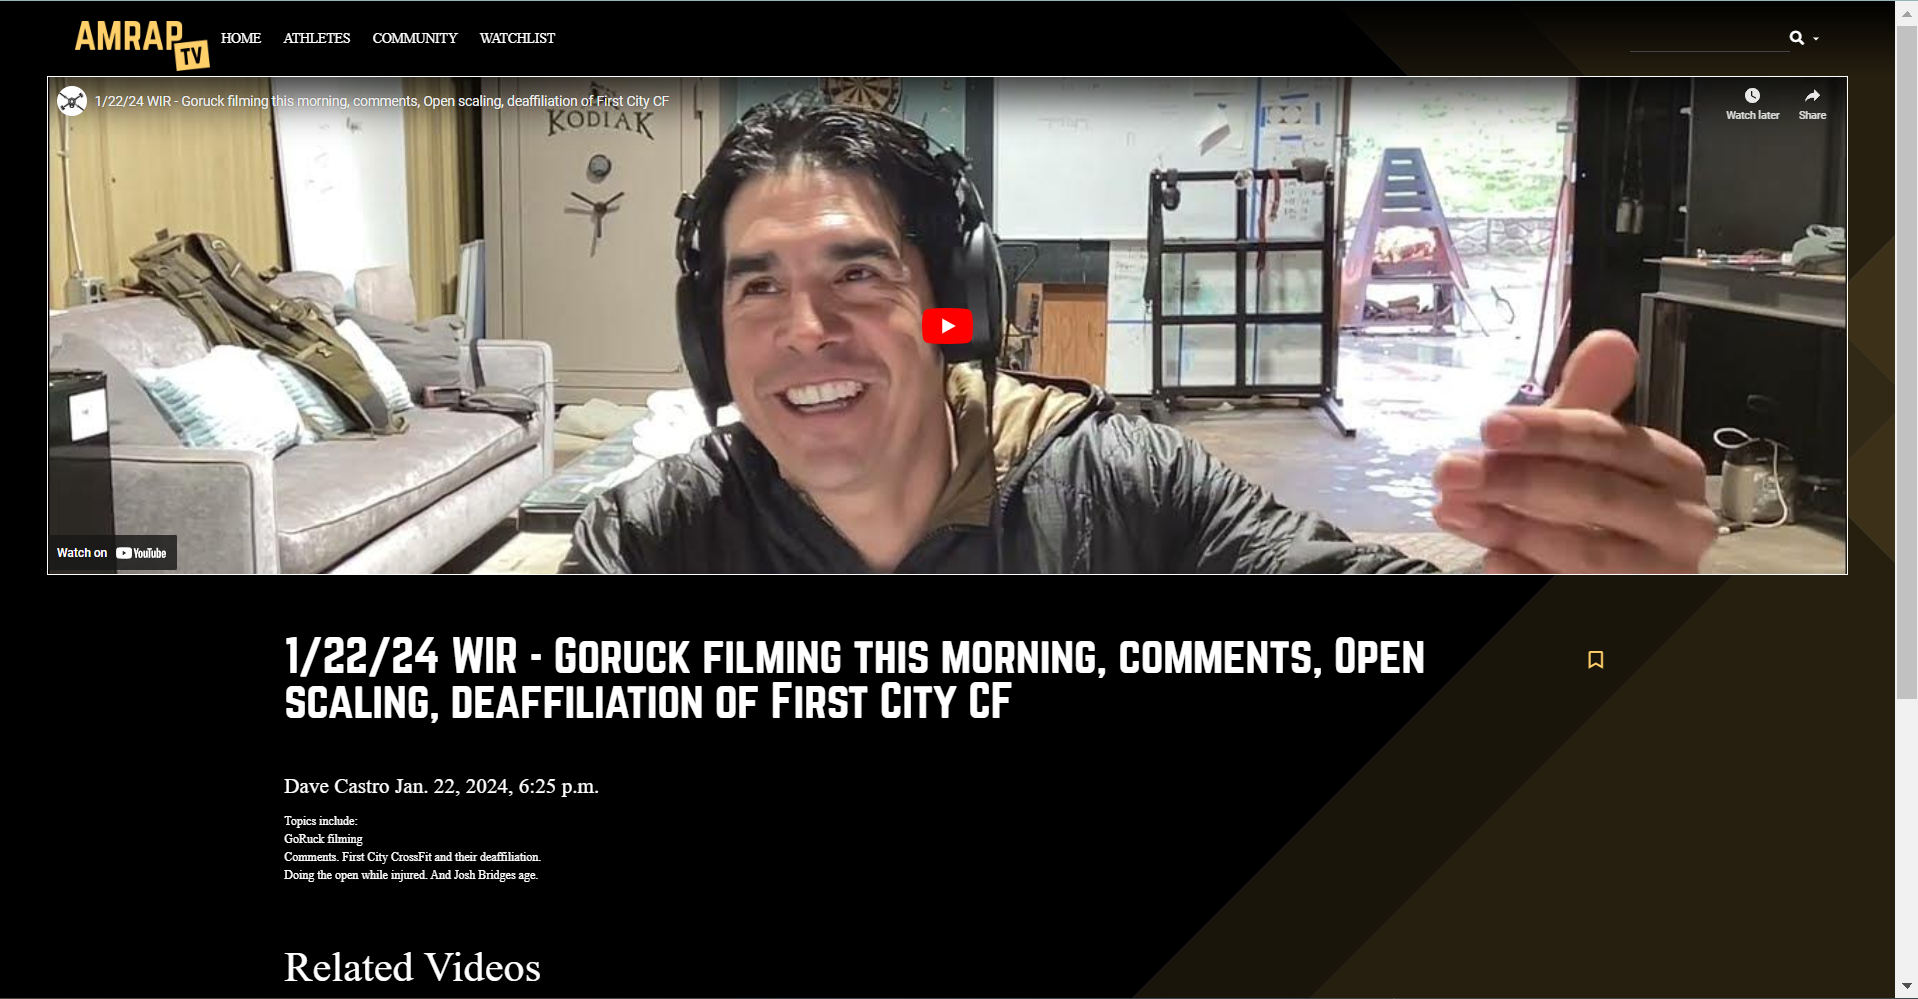 AMRAP
TV
HOME ATHLETES COMMUNITY WATCHLIST
1/22/24 WIR - Goruck filming this morning, comments, Open scaling, deaffiliation of First City CF
Watch later
Share
KODIAK
Watch on YouTube
1/22/24 WIR - Goruck filming this morning, comments, Open
scaling, deaffiliation of First City CF
Dave Castro Jan. 22, 2024, 6:25 p.m.
Topics include:
GoRuck filming
Comments. First City CrossFit and their deaffiliation.
Doing the open while injured. And Josh Bridges age.
Related Videos